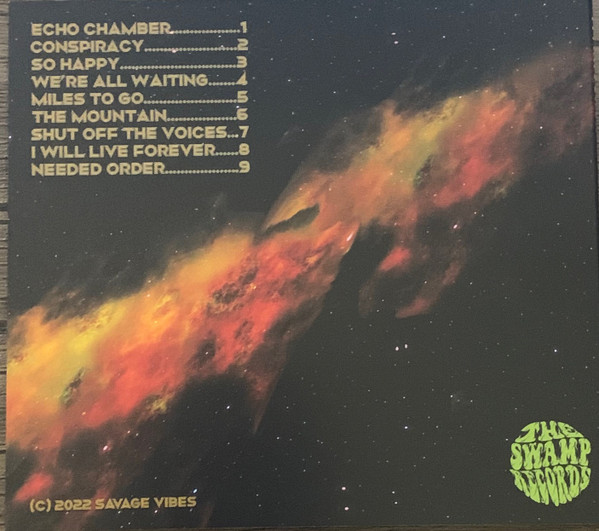 ECHO CHAMBER......................1
CONSPIRACY........................2
SO HAPPY..............................3
WE'RE ALL WAITING.......4
MILES TO GO........................5
THE MOUNTAIN..................6
SHUT OFF THE VOICES...7
I WILL LIVE FOREVER......8
NEEDED ORDER...................9
(C) 2022 SAVAGE VIBES
THE
SWAMP
RECORDS